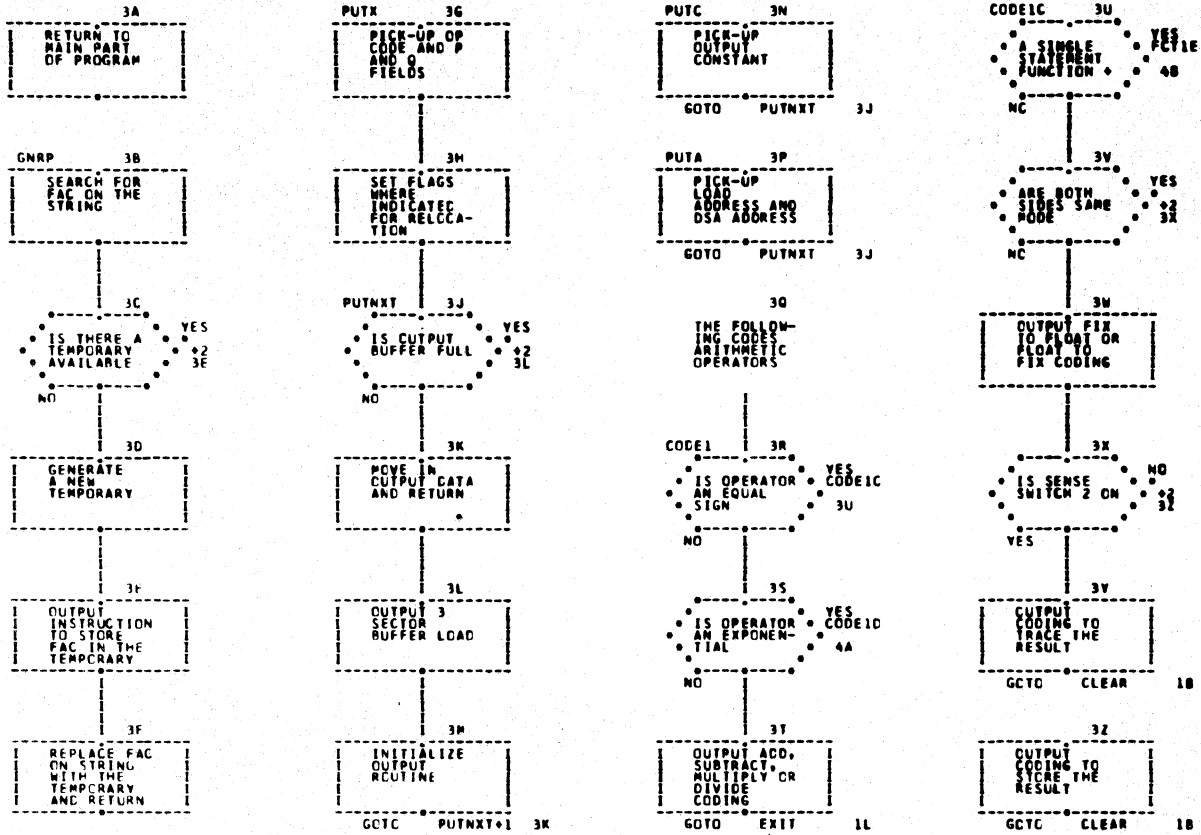 3A
RETURN TO
MAIN PART
OF PROGRAM
GNRP 3B
SEARCH FOR
FAC ON THE
STRING
3C
IS THERE A
TEMPORARY
AVAILABLE
YES
+2
3E
NO
3D
GENERATE
A NEW
TEMPORARY
3E
OUTPUT
INSTRUCTION
TO STORE
FAC IN THE
TEMPORARY
3F
REPLACE FAC
ON STRING
WITH THE
TEMPORARY
AND RETURN
PUTX 3G
PICK-UP OP
CODE AND P
AND Q
FIELDS
3H
SET FLAGS
WHERE
INDICATED
FOR RELOCA-
TION
PUTNXT 3J
IS OUTPUT
BUFFER FULL
YES
+2
3L
NO
3K
MOVE IN
OUTPUT DATA
AND RETURN
3L
OUTPUT 3
SECTOR
BUFFER LOAD
3M
INITIALIZE
OUTPUT
ROUTINE
GOTO PUTNXT+1 3K
PUTC 3N
PICK-UP
OUTPUT
CONSTANT
GOTO PUTNXT 3J
PUTA 3P
PICK-UP
LOAD
ADDRESS AND
DSA ADDRESS
GOTO PUTNXT 3J
3Q
THE FOLLOW-
ING CODES
ARITHMETIC
OPERATORS
CODE1 3R
IS OPERATOR
AN EQUAL
SIGN
YES
CODE1C
3U
NO
3S
IS OPERATOR
AN EXPONEN-
TIAL
YES
CODE1D
4A
NO
3T
OUTPUT ADD,
SUBTRACT,
MULTIPLY OR
DIVIDE
CODING
GOTO EXIT 1L
CODE1C 3U
A SINGLE
STATEMENT
FUNCTION +
YES
FCT1E
4B
NO
3V
ARE BOTH
SIDES SAME
MODE
YES
+2
3X
NO
3W
OUTPUT FIX
TO FLOAT OR
FLOAT TO
FIX CODING
3X
IS SENSE
SWITCH 2 ON
NO
+2
3Z
YES
3Y
OUTPUT
CODING TO
TRACE THE
RESULT
GOTO CLEAR 1B
3Z
OUTPUT
CODING TO
STORE THE
RESULT
GOTO CLEAR 1B